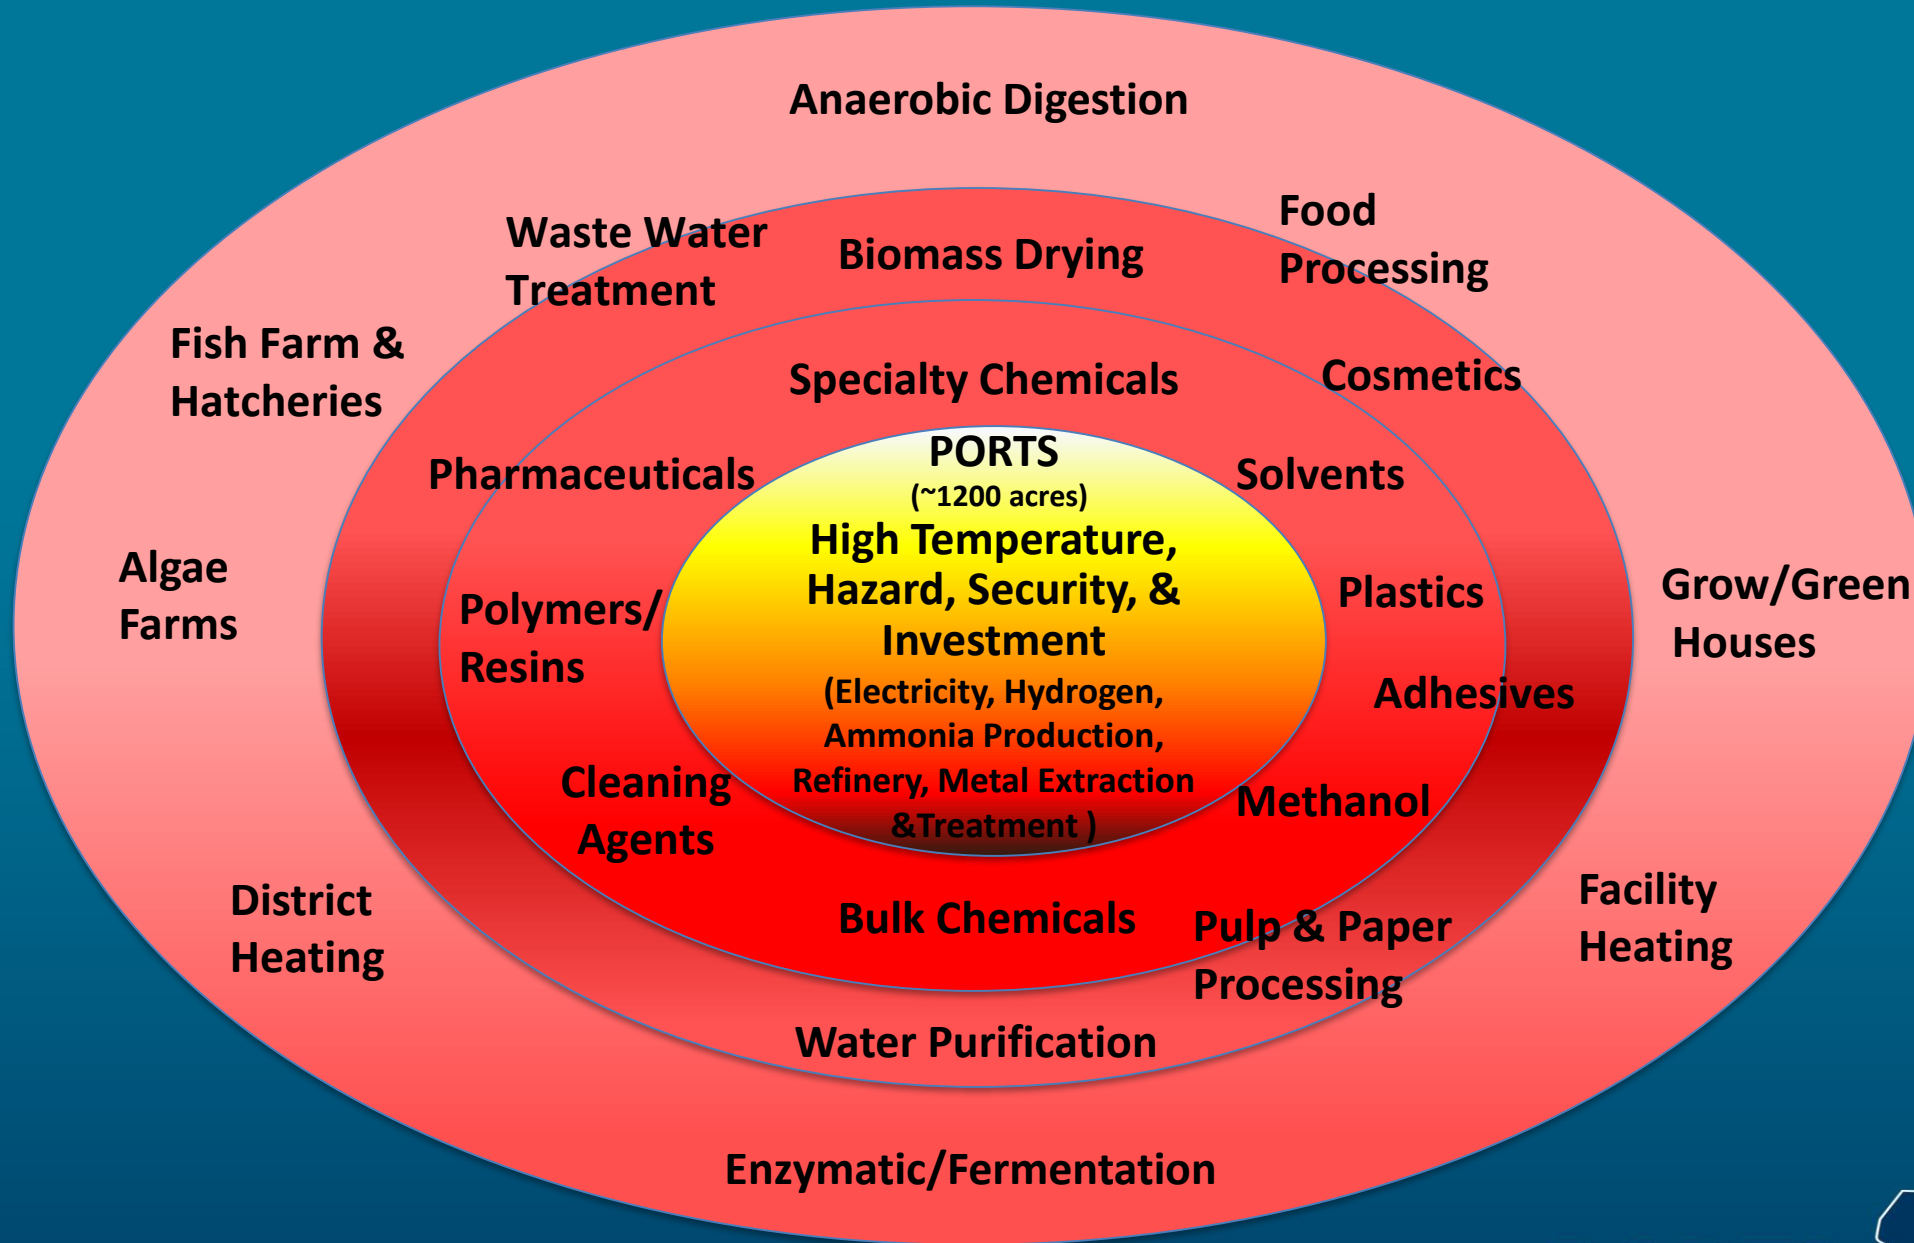 Anaerobic Digestion
Waste Water
Treatment
Biomass Drying
Food
Processing
Fish Farm &
Hatcheries
Specialty Chemicals
Cosmetics
Pharmaceuticals
Solvents
PORTS
(~1200 acres)
High Temperature,
Hazard, Security, &
Investment
(Electricity, Hydrogen,
Ammonia Production,
Refinery, Metal Extraction
&Treatment )
Algae
Farms
Polymers/
Resins
Plastics
Grow/Green
Houses
Adhesives
Cleaning
Agents
Methanol
District
Heating
Bulk Chemicals
Pulp & Paper
Processing
Facility
Heating
Water Purification
Enzymatic/Fermentation